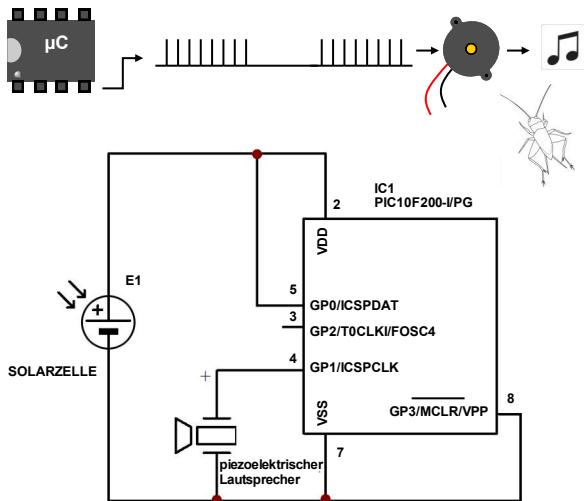 µC
IC1
PIC10F200-I/PG
2
VDD
E1
+
5
GP0/ICSPDAT
3
GP2/T0CLKI/FOSC4
SOLARZELLE
4
GP1/ICSPCLK
+
8
GP3/MCLR/VPP
VSS
7
piezoelektrischer
Lautsprecher